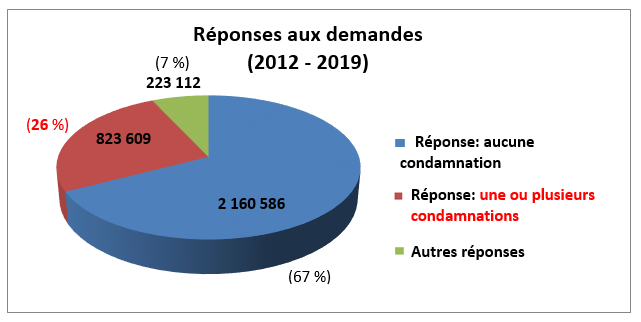 Réponses aux demandes
(2012 - 2019)
(7 %)
223 112
(26 %)
823 609
2 160 586
(67 %)
Réponse: aucune
condamnation
Réponse: une ou plusieurs
condamnations
Autres réponses